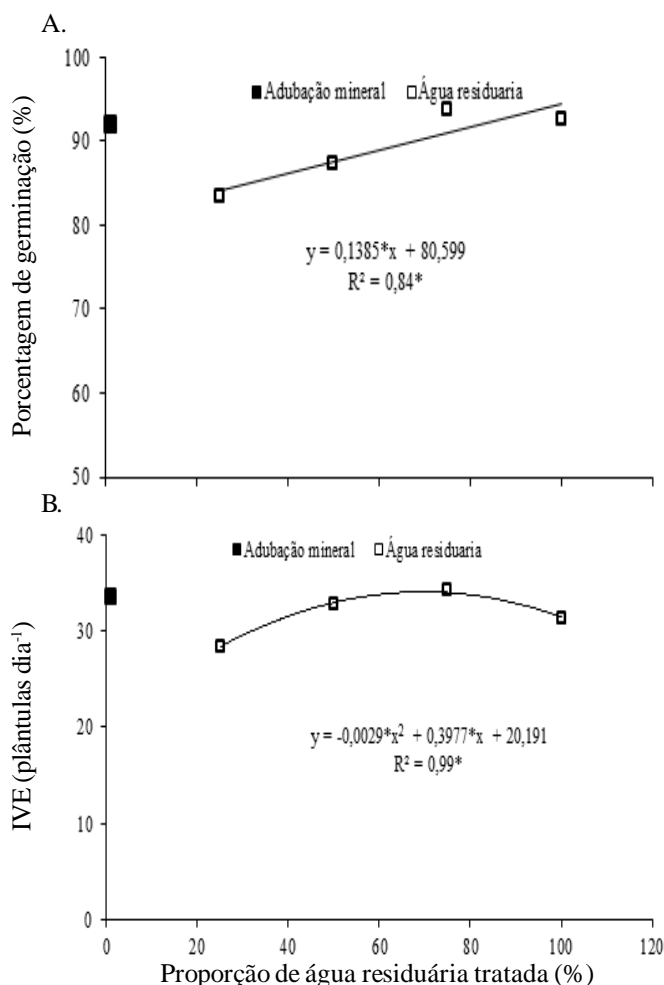 A.
Porcentagem de germinação (%)
100
90
80
70
60
50
Adubação mineral Água residuaria
y = 0,1385*x + 80,599
R² = 0,84*
B.
IVE (plântulas dia⁻¹)
40
30
20
10
0
Adubação mineral Água residuaria
y = -0,0029*x² + 0,3977*x + 20,191
R² = 0,99*
0 20 40 60 80 100 120
Proporção de água residuária tratada (%)